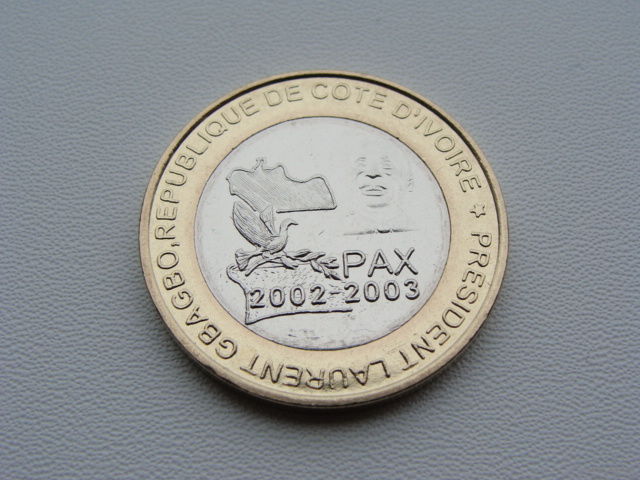 PRESIDENT LAURENT GBAGBO, REPUBLIQUE DE COTE D'IVOIRE ★
PAX
2002-2003